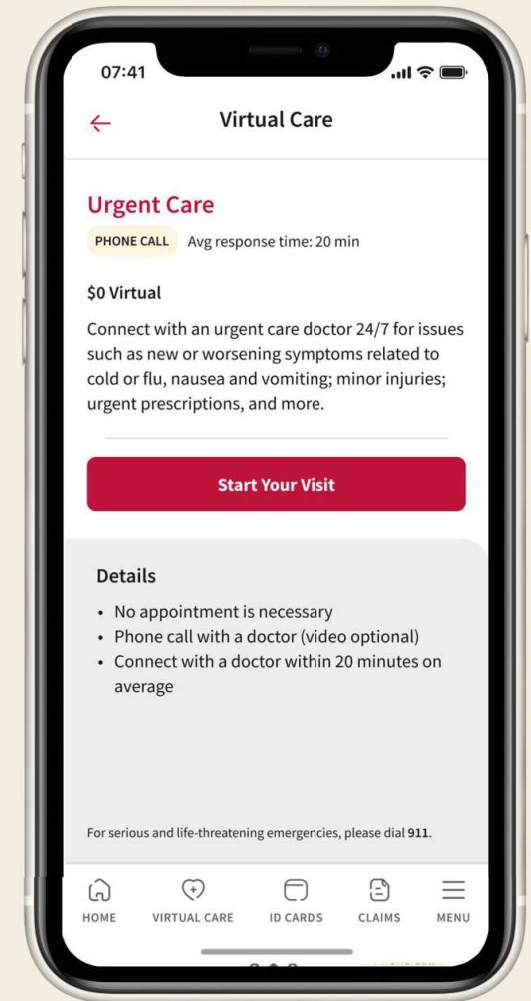 07:41
Virtual Care
Urgent Care
PHONE CALL Avg response time: 20 min
$0 Virtual
Connect with an urgent care doctor 24/7 for issues
such as new or worsening symptoms related to
cold or flu, nausea and vomiting; minor injuries;
urgent prescriptions, and more.
Start Your Visit
Details
• No appointment is necessary
• Phone call with a doctor (video optional)
• Connect with a doctor within 20 minutes on
average
For serious and life-threatening emergencies, please dial 911.
HOME VIRTUAL CARE ID CARDS CLAIMS MENU